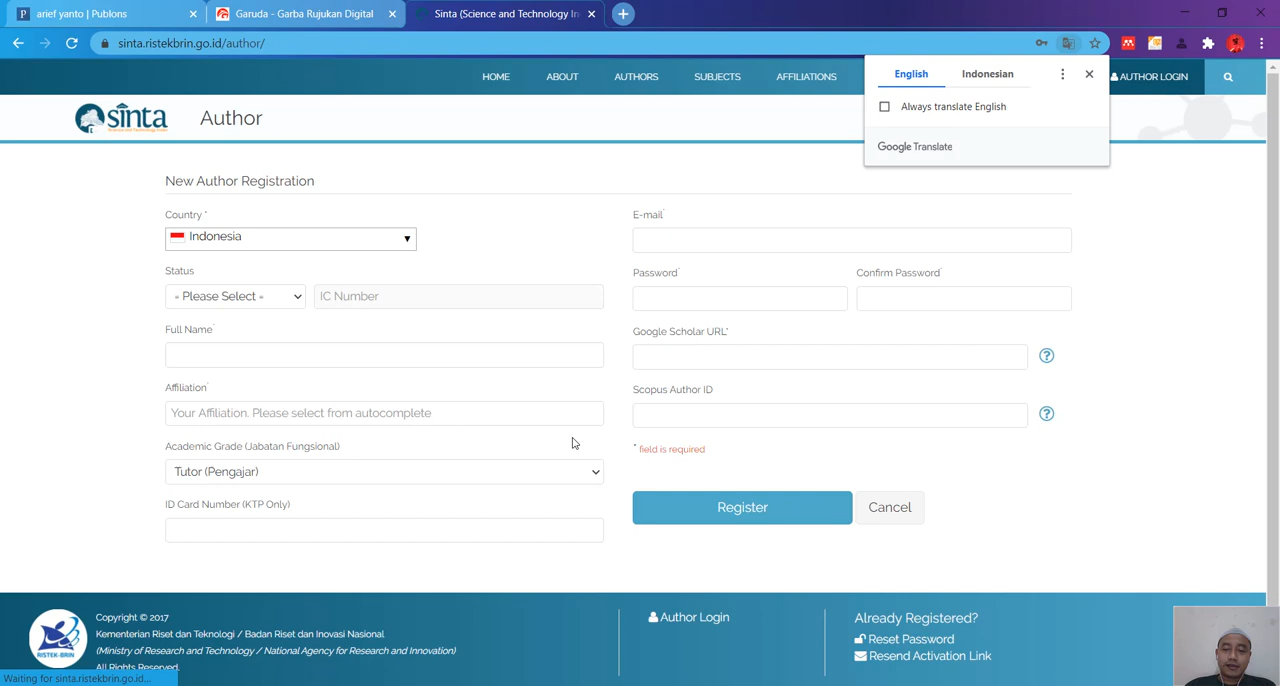 arief yanto | Publons
Garuda - Garba Rujukan Digital
Sinta (Science and Technology In
sinta.ristekbrin.go.id/author/
HOME ABOUT AUTHORS SUBJECTS AFFILIATIONS AUTHOR LOGIN
English Indonesian
Always translate English
Google Translate
sinta
Author
New Author Registration
Country *
Indonesia
Status
= Please Select = IC Number
Full Name*
Affiliation*
Your Affiliation. Please select from autocomplete
Academic Grade (Jabatan Fungsional)
Tutor (Pengajar)
ID Card Number (KTP Only)
E-mail*
Password* Confirm Password*
Google Scholar URL*
Scopus Author ID
* field is required
Register Cancel
RISTEK-BRIN
Copyright © 2017
Kementerian Riset dan Teknologi / Badan Riset dan Inovasi Nasional
(Ministry of Research and Technology / National Agency for Research and Innovation)
All Rights Reserved.
Author Login
Already Registered?
Reset Password
Resend Activation Link
Waiting for sinta.ristekbrin.go.id...